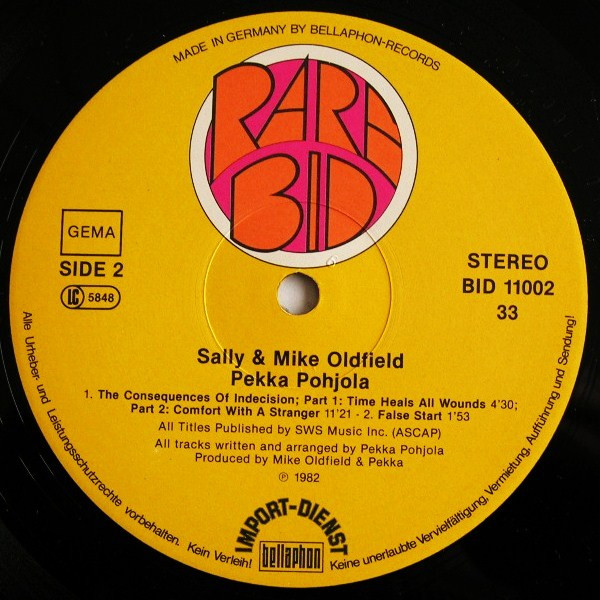 MADE IN GERMANY BY BELLAPHON-RECORDS
RARE
BID
GEMA
SIDE 2
LC 5848
STEREO
BID 11002
33
Sally & Mike Oldfield
Pekka Pohjola
1. The Consequences Of Indecision; Part 1: Time Heals All Wounds 4'30;
Part 2: Comfort With A Stranger 11'21 - 2. False Start 1'53
All Titles Published by SWS Music Inc. (ASCAP)
All tracks written and arranged by Pekka Pohjola
Produced by Mike Oldfield & Pekka
℗ 1982
IMPORT-DIENST
bellaphon
Alle Urheber- und Leistungsschutzrechte vorbehalten. Kein Verleih! Keine unerlaubte Vervielfältigung, Vermietung, Aufführung und Sendung!